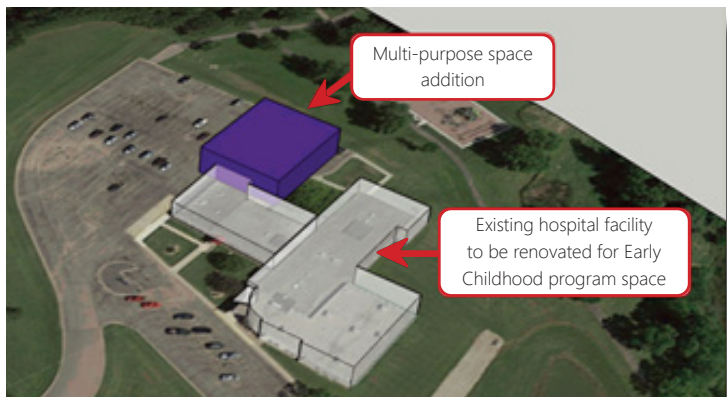 Multi-purpose space
addition
Existing hospital facility
to be renovated for Early
Childhood program space